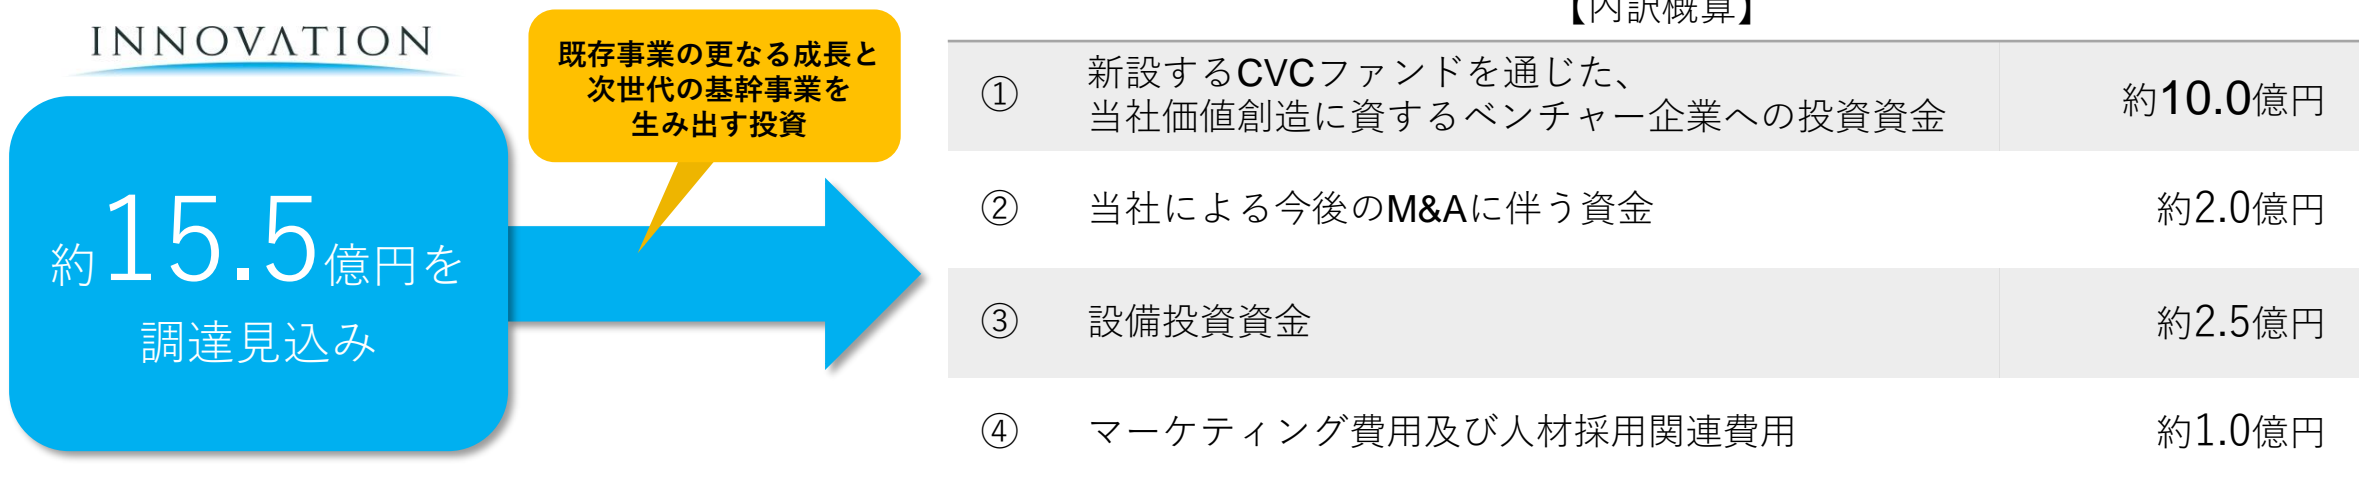 INNOVATION
約15.5億円を
調達見込み
既存事業の更なる成長と
次世代の基幹事業を
生み出す投資
【内訳概算】
① 新設するCVCファンドを通じた、
当社価値創造に資するベンチャー企業への投資資金 約10.0億円
② 当社による今後のM&Aに伴う資金 約2.0億円
③ 設備投資資金 約2.5億円
④ マーケティング費用及び人材採用関連費用 約1.0億円